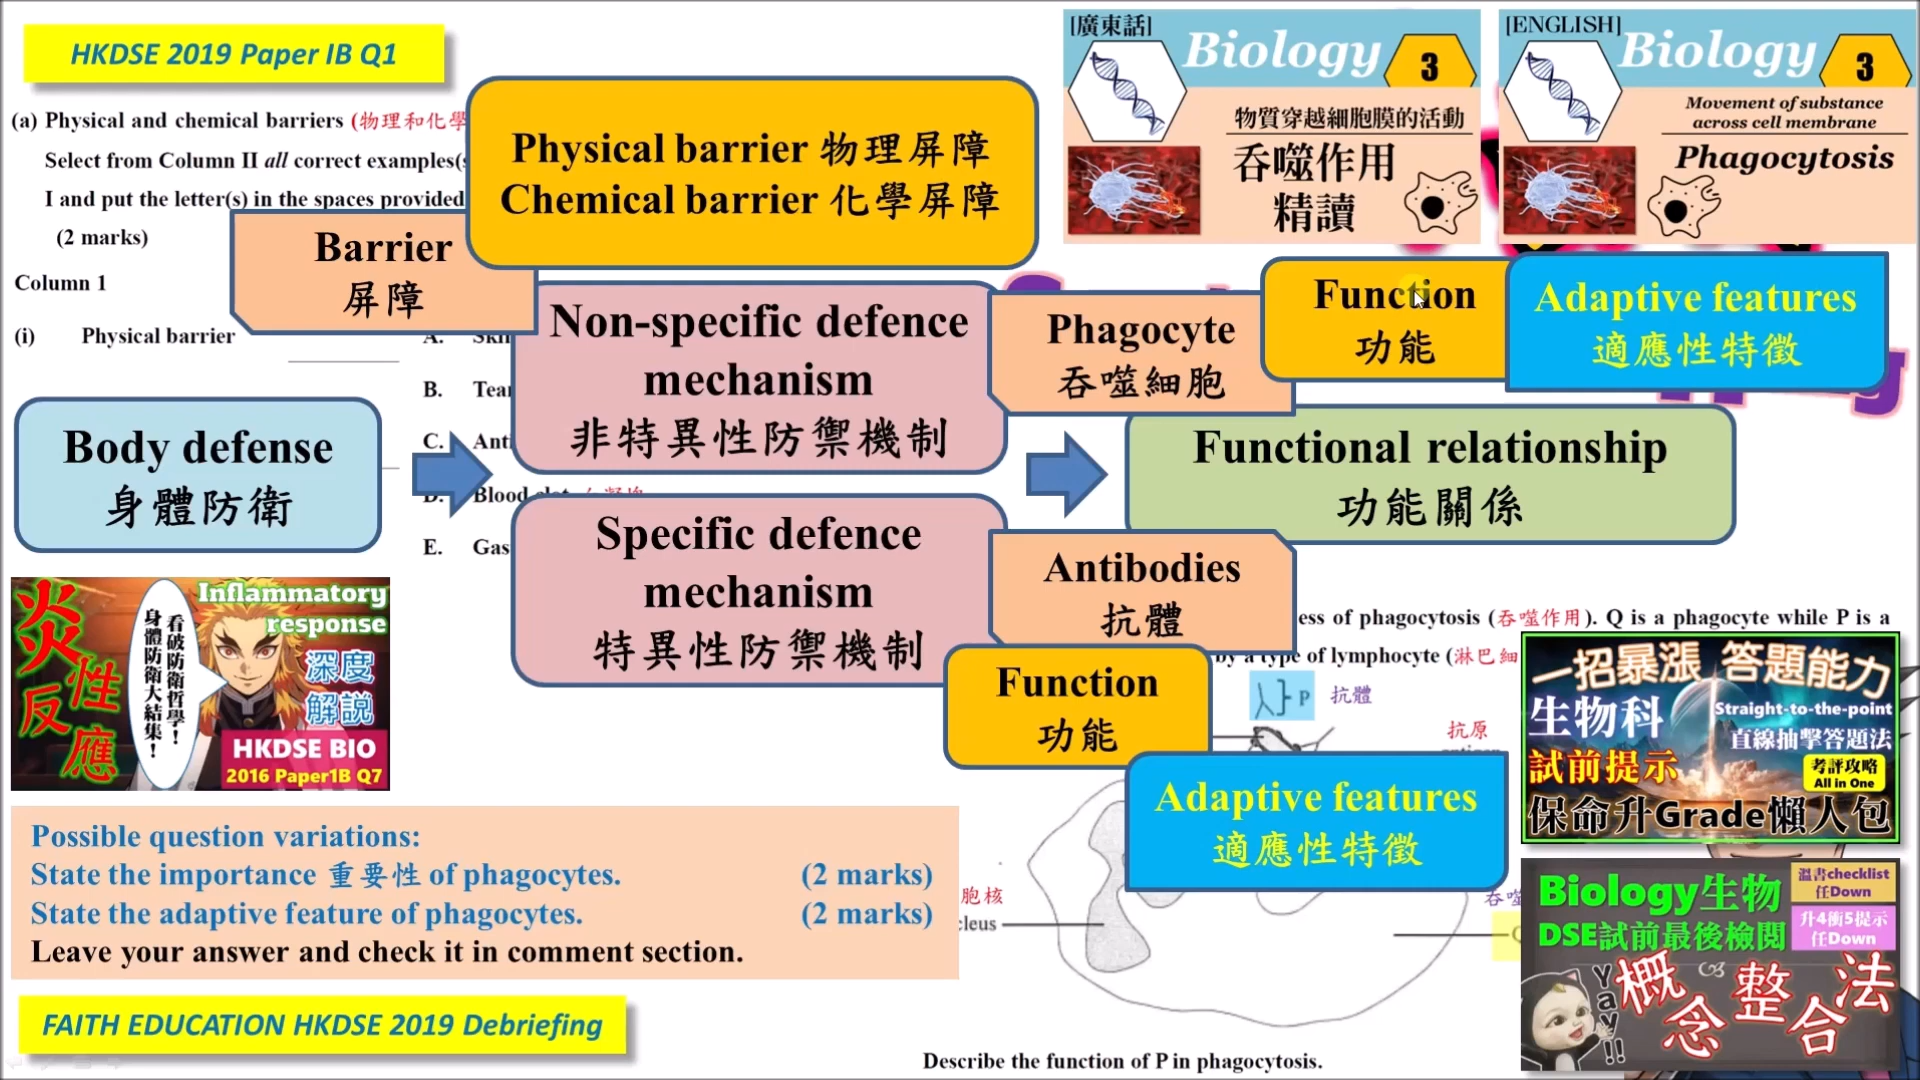 HKDSE 2019 Paper IB Q1
(a) Physical and chemical barriers (物理和化學
Select from Column II all correct examples(s
I and put the letter(s) in the spaces provided
(2 marks)
Column 1
(i) Physical barrier
A. Skin
B. Tear
C. Anti
D. Blood clot
E. Gas
Physical barrier 物理屏障
Chemical barrier 化學屏障
Barrier
屏障
[廣東話]
Biology
3
物質穿越細胞膜的活動
吞噬作用
精讀
[ENGLISH]
Biology
3
Movement of substance
across cell membrane
Phagocytosis
Non-specific defence
mechanism
非特異性防禦機制
Phagocyte
吞噬細胞
Function
功能
Adaptive features
適應性特徵
Body defense
身體防衛
Functional relationship
功能關係
Specific defence
mechanism
特異性防禦機制
Antibodies
抗體
Function
功能
Adaptive features
適應性特徵
ess of phagocytosis (吞噬作用). Q is a phagocyte while P is a
by a type of lymphocyte (淋巴細
P 抗體
抗原
胞核
cleus
吞噬
Describe the function of P in phagocytosis.
炎性反應
看破防衛哲學!
身體防衛大結集!
Inflammatory
response
深度
解說
HKDSE BIO
2016 Paper1B Q7
Possible question variations:
State the importance 重要性 of phagocytes. (2 marks)
State the adaptive feature of phagocytes. (2 marks)
Leave your answer and check it in comment section.
FAITH EDUCATION HKDSE 2019 Debriefing
一招暴漲 答題能力
生物科
Straight-to-the-point
直線抽擊答題法
試前提示
考評攻略
All in One
保命升Grade懶人包
Biology生物
DSE試前最後檢閱
溫書checklist
任Down
升4衝5提示
任Down
概念整合法
Yay!!